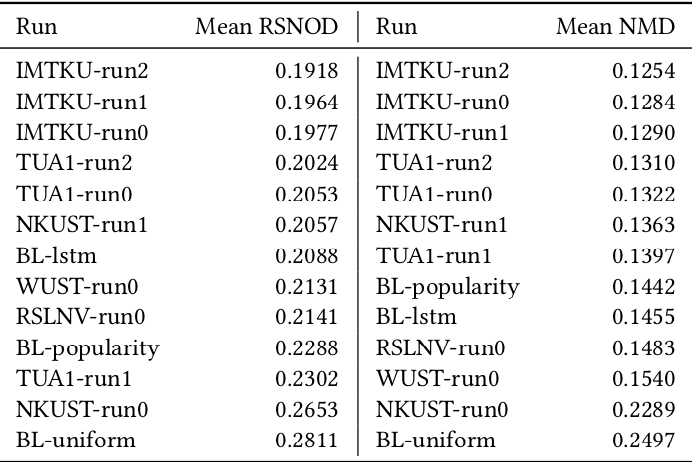 Run Mean RSNOD Run Mean NMD
IMTKU-run2 0.1918 IMTKU-run2 0.1254
IMTKU-run1 0.1964 IMTKU-run0 0.1284
IMTKU-run0 0.1977 IMTKU-run1 0.1290
TUA1-run2 0.2024 TUA1-run2 0.1310
TUA1-run0 0.2053 TUA1-run0 0.1322
NKUST-run1 0.2057 NKUST-run1 0.1363
BL-lstm 0.2088 TUA1-run1 0.1397
WUST-run0 0.2131 BL-popularity 0.1442
RSLNV-run0 0.2141 BL-lstm 0.1455
BL-popularity 0.2288 RSLNV-run0 0.1483
TUA1-run1 0.2302 WUST-run0 0.1540
NKUST-run0 0.2653 NKUST-run0 0.2289
BL-uniform 0.2811 BL-uniform 0.2497